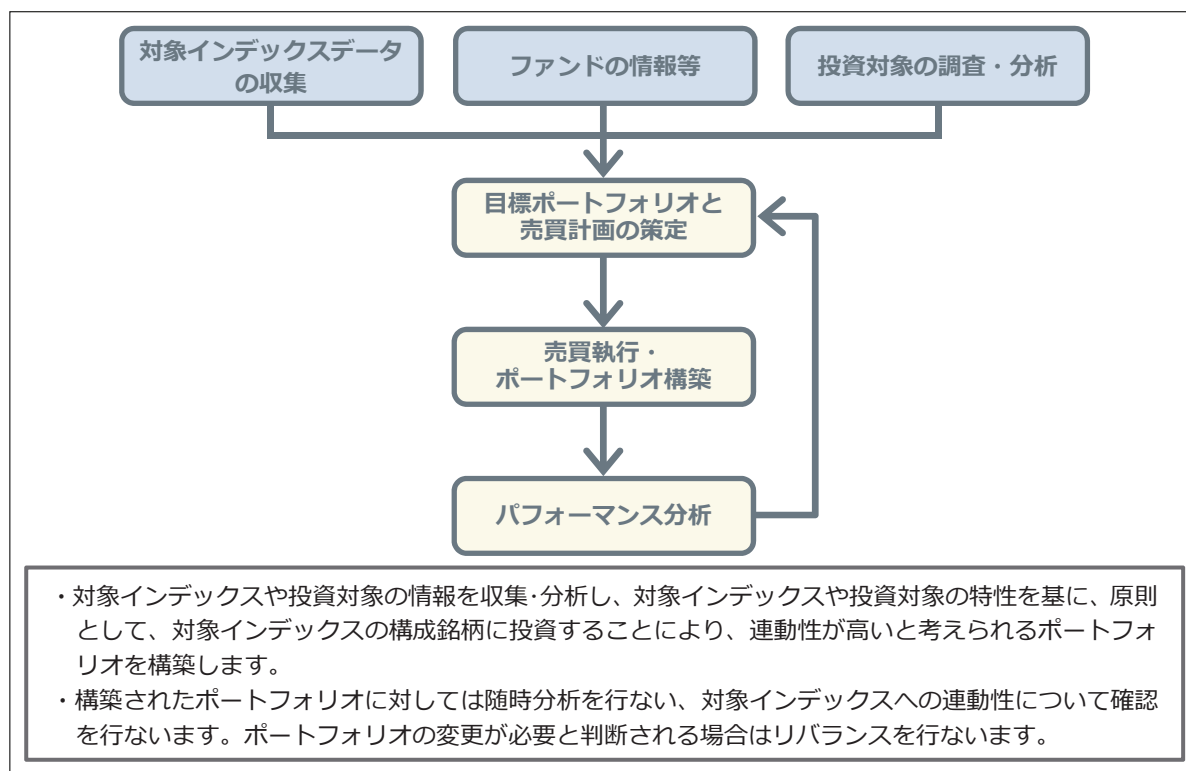 対象インデックスデータ
の収集
ファンドの情報等
投資対象の調査・分析
目標ポートフォリオと
売買計画の策定
売買執行・
ポートフォリオ構築
パフォーマンス分析
・対象インデックスや投資対象の情報を収集･分析し、対象インデックスや投資対象の特性を基に、原則
として、対象インデックスの構成銘柄に投資することにより、連動性が高いと考えられるポートフォ
リオを構築します。
・構築されたポートフォリオに対しては随時分析を行ない、対象インデックスへの連動性について確認
を行ないます。ポートフォリオの変更が必要と判断される場合はリバランスを行ないます。